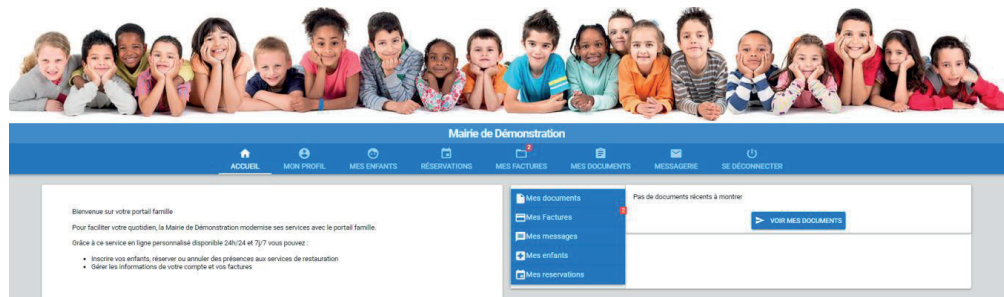 Mairie de Démonstration
2
ACCUEIL MON PROFIL MES ENFANTS RÉSERVATIONS MES FACTURES MES DOCUMENTS MESSAGERIE SE DÉCONNECTER
Bienvenue sur votre portail famille
Pour faciliter votre quotidien, la Mairie de Démonstration modernise ses services avec le portail famille.
Grâce à ce service en ligne personnalisé disponible 24h/24 et 7j/7 vous pouvez :
Inscrire vos enfants, réserver ou annuler des présences aux services de restauration
Gérer les informations de votre compte et vos factures
Mes documents
2
Mes Factures
Mes messages
Mes enfants
Mes reservations
Pas de documents récents à montrer
VOIR MES DOCUMENTS